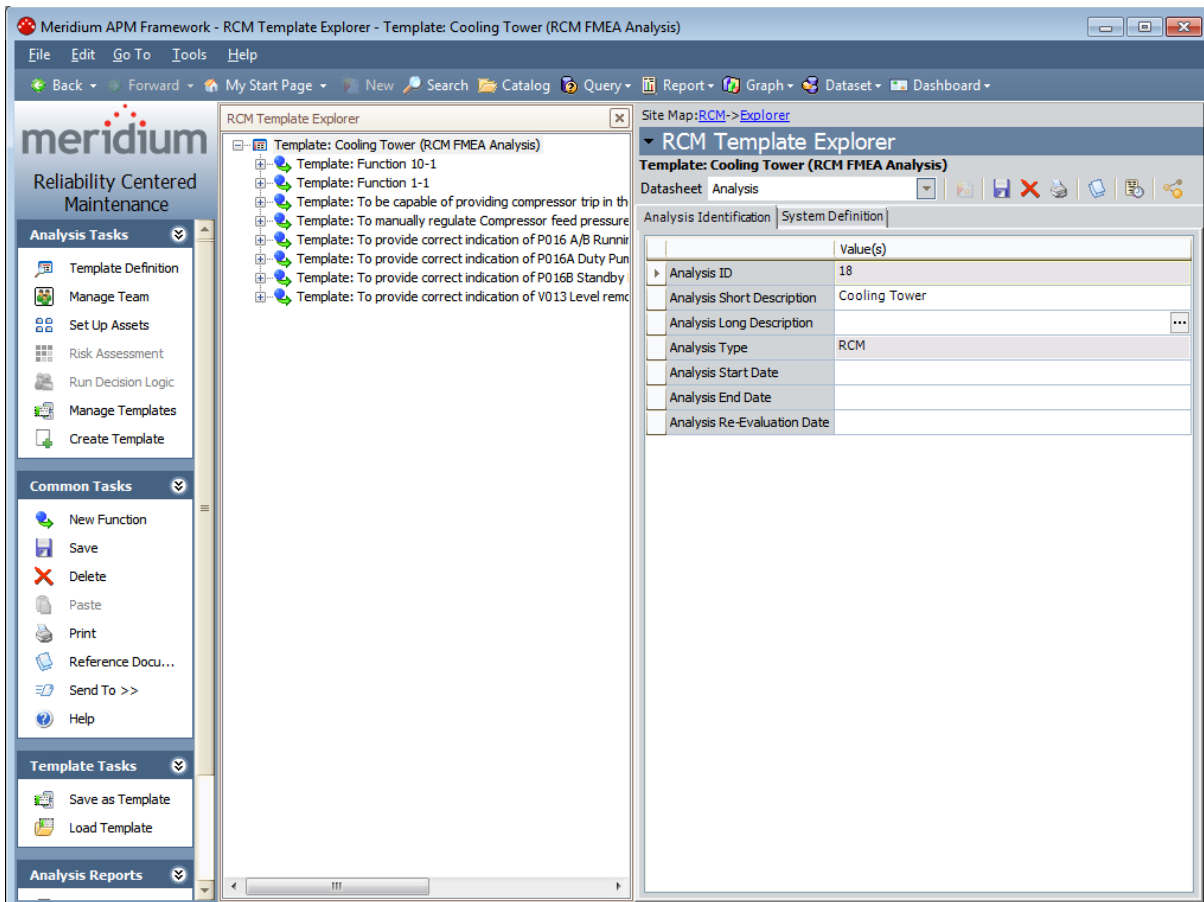 Meridium APM Framework - RCM Template Explorer - Template: Cooling Tower (RCM FMEA Analysis)
File Edit Go To Tools Help
Back Forward My Start Page New Search Catalog Query Report Graph Dataset Dashboard
meridium
Reliability Centered
Maintenance
Analysis Tasks
Template Definition
Manage Team
Set Up Assets
Risk Assessment
Run Decision Logic
Manage Templates
Create Template
Common Tasks
New Function
Save
Delete
Paste
Print
Reference Docu...
Send To >>
Help
Template Tasks
Save as Template
Load Template
Analysis Reports
RCM Template Explorer
Template: Cooling Tower (RCM FMEA Analysis)
Template: Function 10-1
Template: Function 1-1
Template: To be capable of providing compressor trip in th
Template: To manually regulate Compressor feed pressure
Template: To provide correct indication of P016 A/B Runnin
Template: To provide correct indication of P016A Duty Pun
Template: To provide correct indication of P016B Standby
Template: To provide correct indication of V013 Level remo
Site Map:RCM->Explorer
RCM Template Explorer
Template: Cooling Tower (RCM FMEA Analysis)
Datasheet Analysis
Analysis Identification System Definition
Value(s)
Analysis ID 18
Analysis Short Description Cooling Tower
Analysis Long Description ...
Analysis Type RCM
Analysis Start Date
Analysis End Date
Analysis Re-Evaluation Date